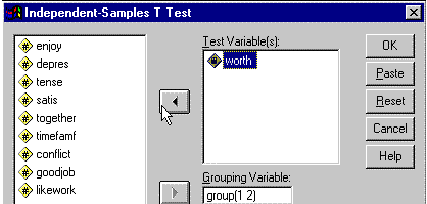 Independent-Samples T Test
enjoy
depres
tense
satis
together
timefamf
conflict
goodjob
likework
Test Variable(s):
worth
Grouping Variable:
group(1 2)
OK
Paste
Reset
Cancel
Help